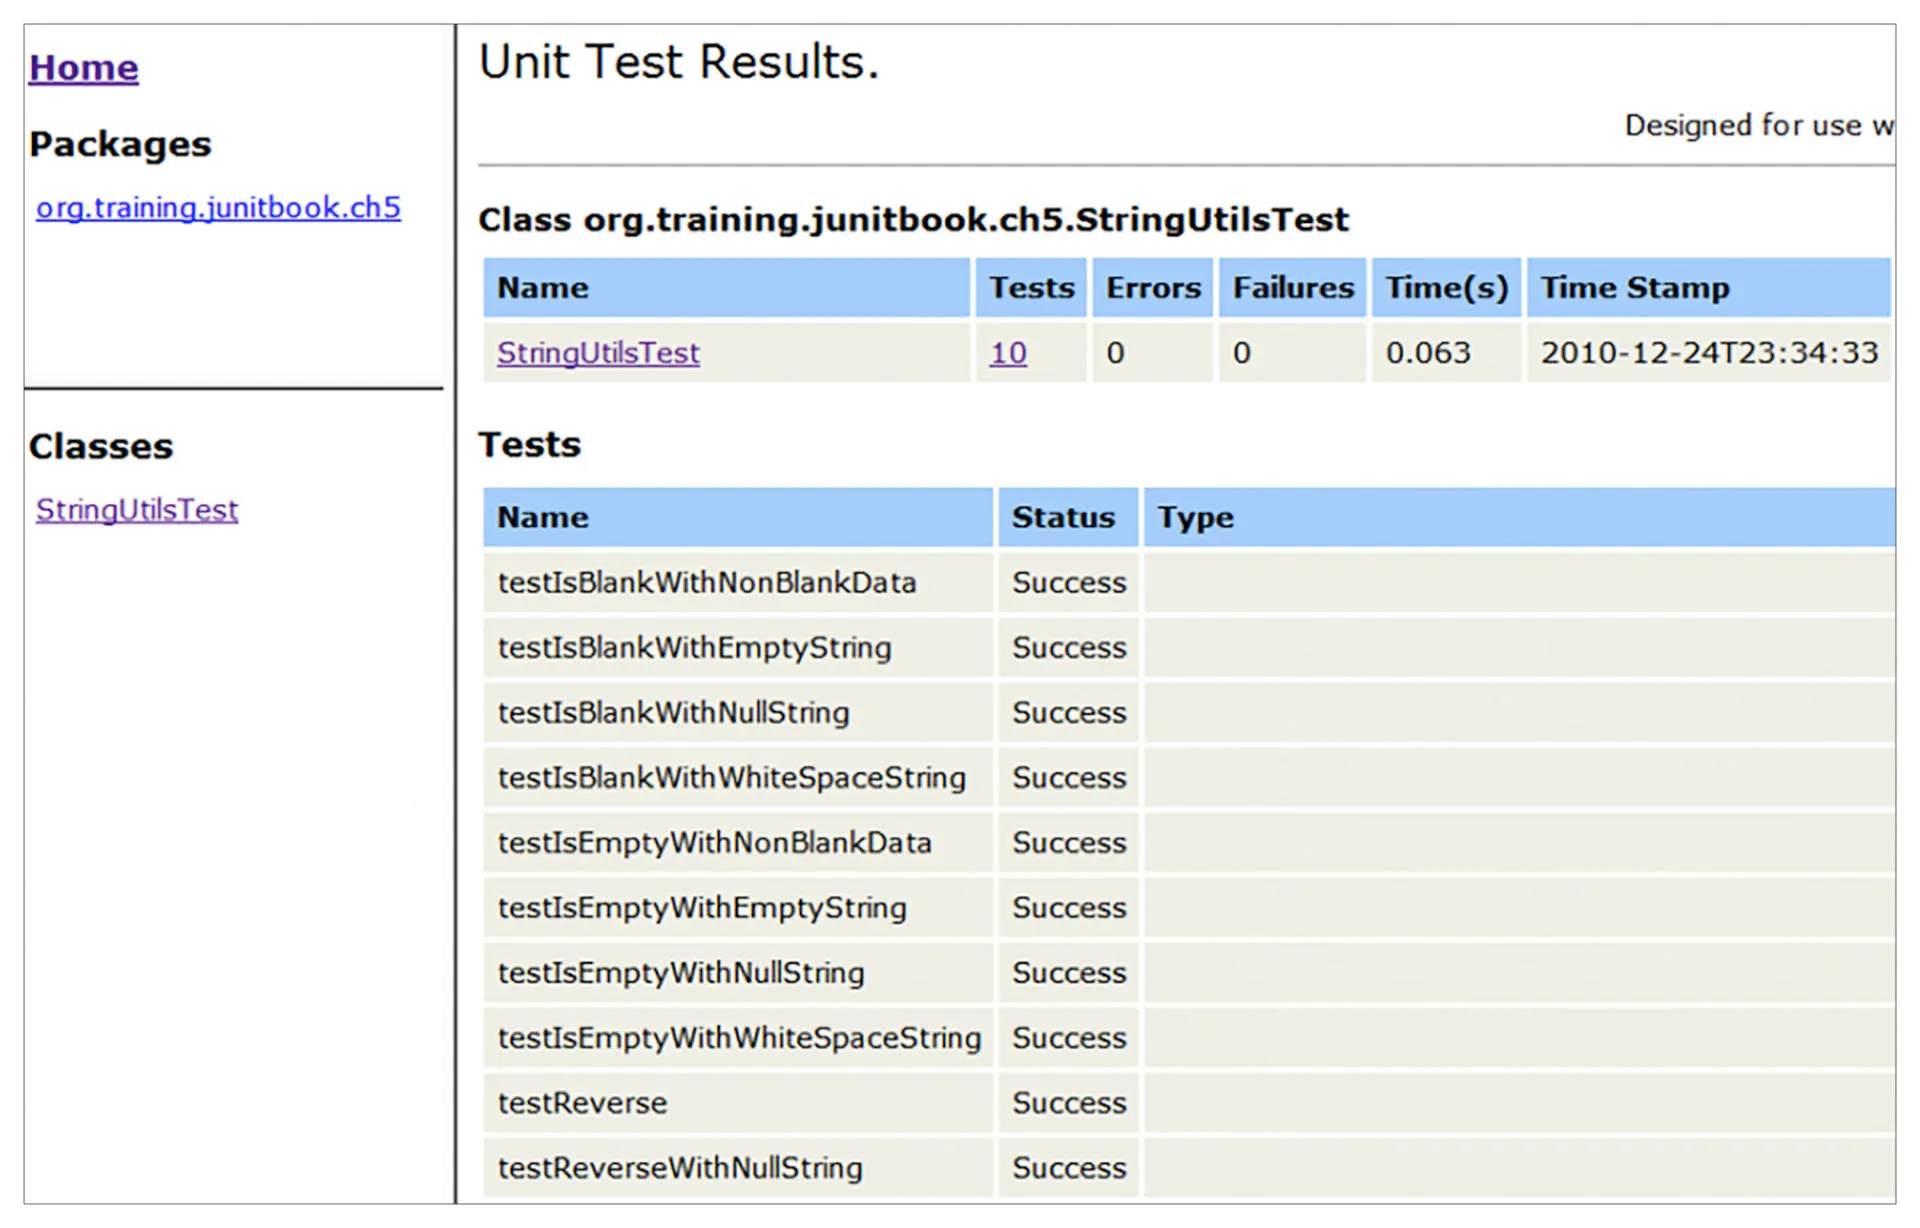 Home
Packages
org.training.junitbook.ch5
Classes
StringUtilsTest
Unit Test Results.
Designed for use w
Class org.training.junitbook.ch5.StringUtilsTest
Name Tests Errors Failures Time(s) Time Stamp
StringUtilsTest 10 0 0 0.063 2010-12-24T23:34:33
Tests
Name Status Type
testIsBlankWithNonBlankData Success
testIsBlankWithEmptyString Success
testIsBlankWithNullString Success
testIsBlankWithWhiteSpaceString Success
testIsEmptyWithNonBlankData Success
testIsEmptyWithEmptyString Success
testIsEmptyWithNullString Success
testIsEmptyWithWhiteSpaceString Success
testReverse Success
testReverseWithNullString Success